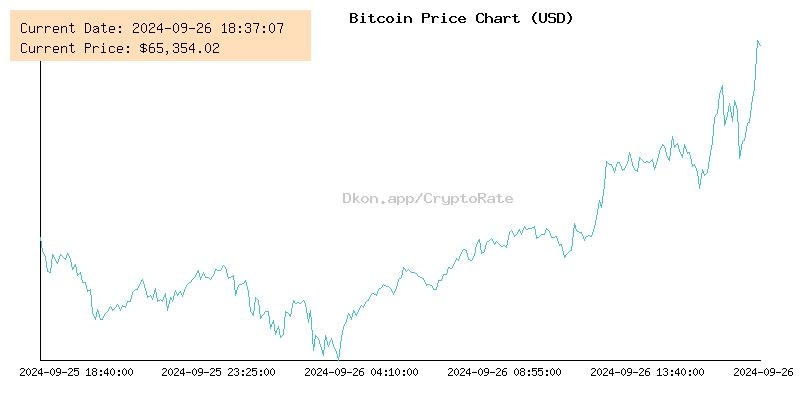 Bitcoin Price Chart (USD)
Current Date: 2024-09-26 18:37:07
Current Price: $65,354.02
Dkon.app/CryptoRate
2024-09-25 18:40:00 2024-09-25 23:25:00 2024-09-26 04:10:00 2024-09-26 08:55:00 2024-09-26 13:40:00 2024-09-26